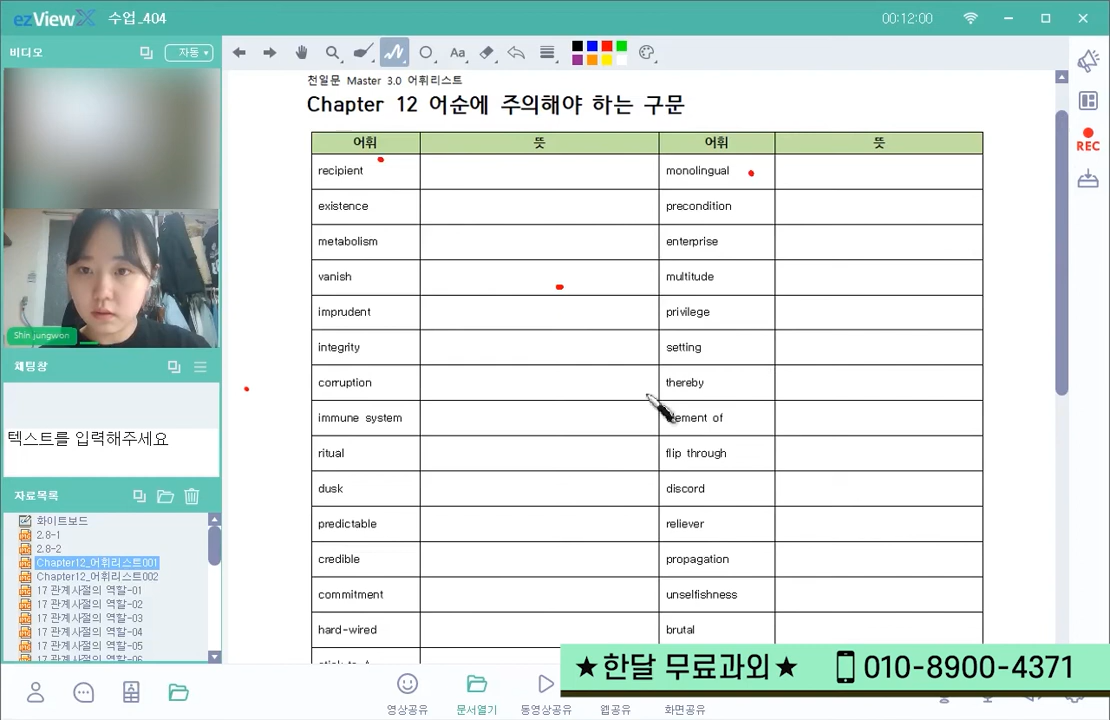 ezViewX 수업_404 00:12:00
비디오 자동
Aa
천일문 Master 3.0 어휘리스트
Chapter 12 어순에 주의해야 하는 구문
어휘 뜻 어휘 뜻
recipient monolingual
existence precondition
metabolism enterprise
vanish multitude
imprudent privilege
integrity setting
corruption thereby
immune system of
ritual flip through
dusk discord
predictable reliever
credible propagation
commitment unselfishness
hard-wired brutal
REC
Shin jungwon
채팅창
텍스트를 입력해주세요
자료목록
화이트보드
2.8-1
2.8-2
Chapter12_어휘리스트001
Chapter12_어휘리스트002
17 관계사절의 역할-01
17 관계사절의 역할-02
17 관계사절의 역할-03
17 관계사절의 역할-04
17 관계사절의 역할-05
17 관계사절의 역할-06
★한달 무료과외★ 010-8900-4371
영상공유 문서열기 동영상공유 웹공유 화면공유